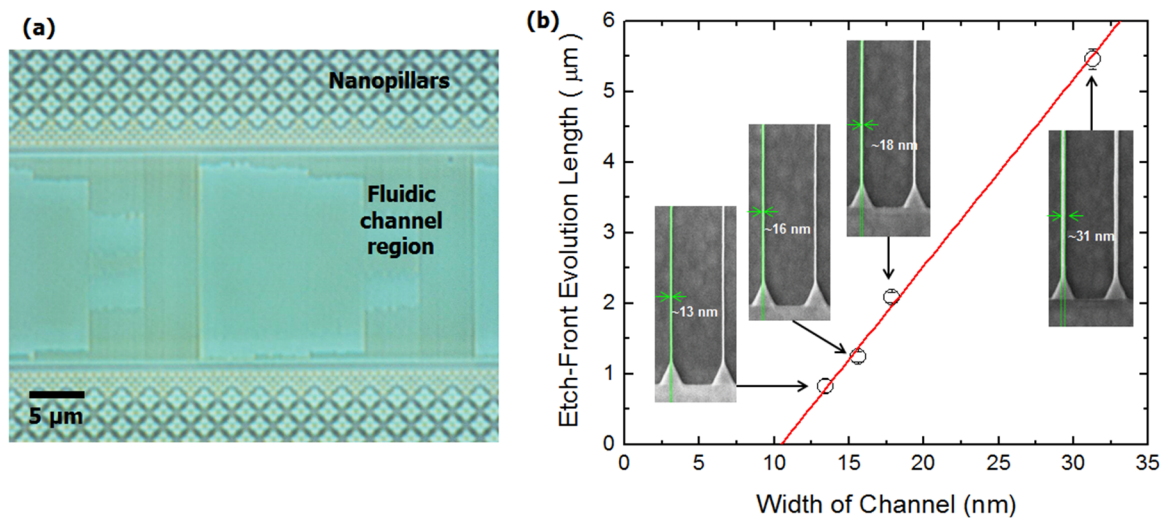 (a)
Nanopillars
Fluidic
channel
region
5 μm
(b)
Etch-Front Evolution Length ( μm )
6
5
4
3
2
1
0
~13 nm
~16 nm
~18 nm
~31 nm
0
5
10
15
20
25
30
35
Width of Channel (nm)